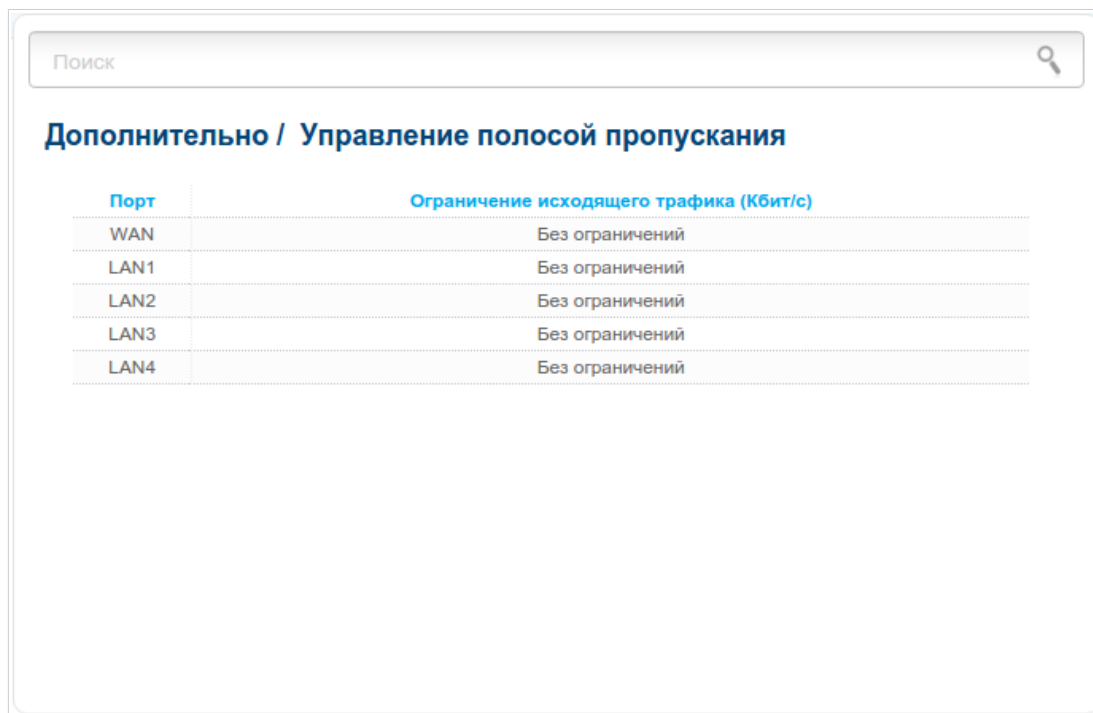 Поиск
Дополнительно / Управление полосой пропускания
Порт Ограничение исходящего трафика (Кбит/с)
WAN Без ограничений
LAN1 Без ограничений
LAN2 Без ограничений
LAN3 Без ограничений
LAN4 Без ограничений